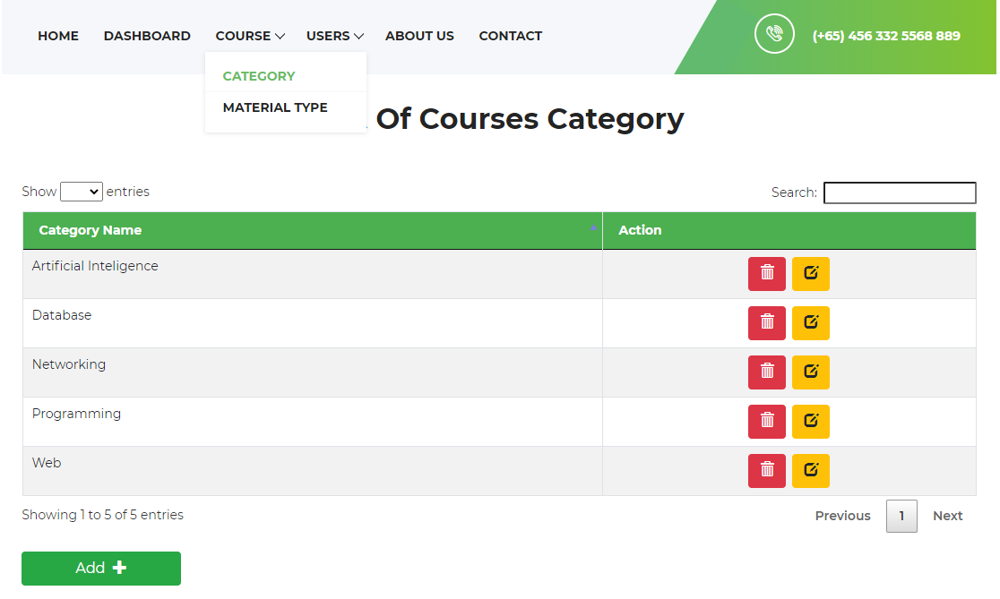 HOME DASHBOARD COURSE USERS ABOUT US CONTACT (+65) 456 332 5568 889
CATEGORY
MATERIAL TYPE
Of Courses Category
Show entries Search:
Category Name Action
Artificial Inteligence
Database
Networking
Programming
Web
Showing 1 to 5 of 5 entries Previous 1 Next
Add